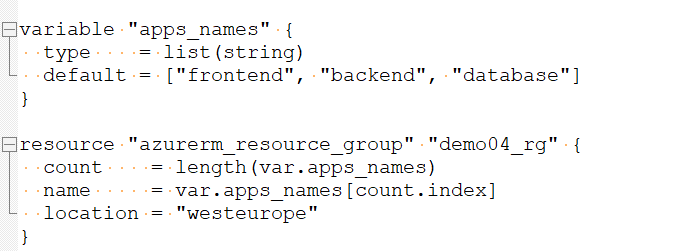 variable "apps_names" {
  type    = list(string)
  default = ["frontend", "backend", "database"]
}

resource "azurerm_resource_group" "demo04_rg" {
  count    = length(var.apps_names)
  name     = var.apps_names[count.index]
  location = "westeurope"
}